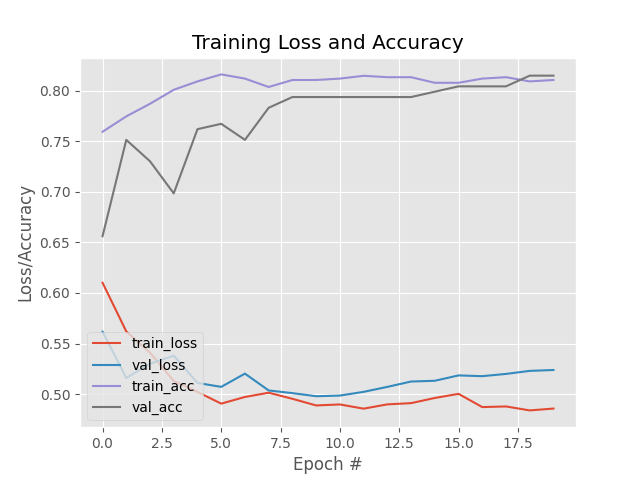 Training Loss and Accuracy
Loss/Accuracy
0.80
0.75
0.70
0.65
0.60
0.55
0.50
train_loss
val_loss
train_acc
val_acc
0.0 2.5 5.0 7.5 10.0 12.5 15.0 17.5
Epoch #